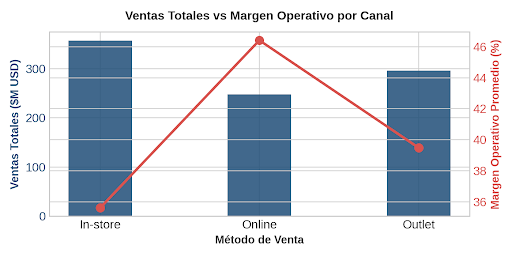 Ventas Totales vs Margen Operativo por Canal
Ventas Totales ($M USD)
300
200
100
0
46
44
42
40
38
36
Margen Operativo Promedio (%)
In-store Online Outlet
Método de Venta